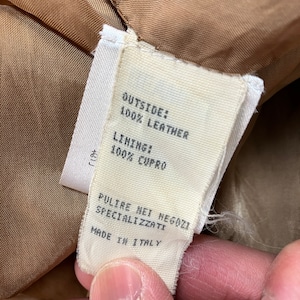 OUTSIDE:
100% LEATHER
LINING:
100% CUPRO
PULIRE NEI NEGOZI
SPECIALIZZATI
MADE IN ITALY